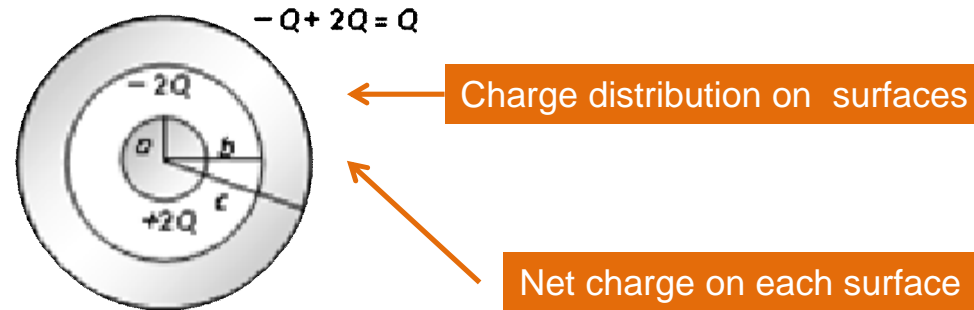 - Q + 2Q = Q
- 2Q
Charge distribution on surfaces
a
b
c
+2Q
Net charge on each surface